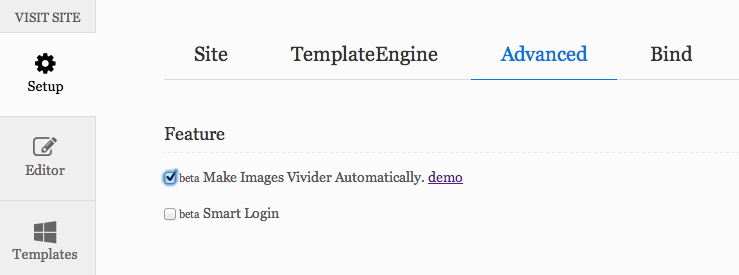 VISIT SITE
Setup
Editor
Templates
Site TemplateEngine Advanced Bind
Feature
beta Make Images Vivider Automatically. demo
beta Smart Login